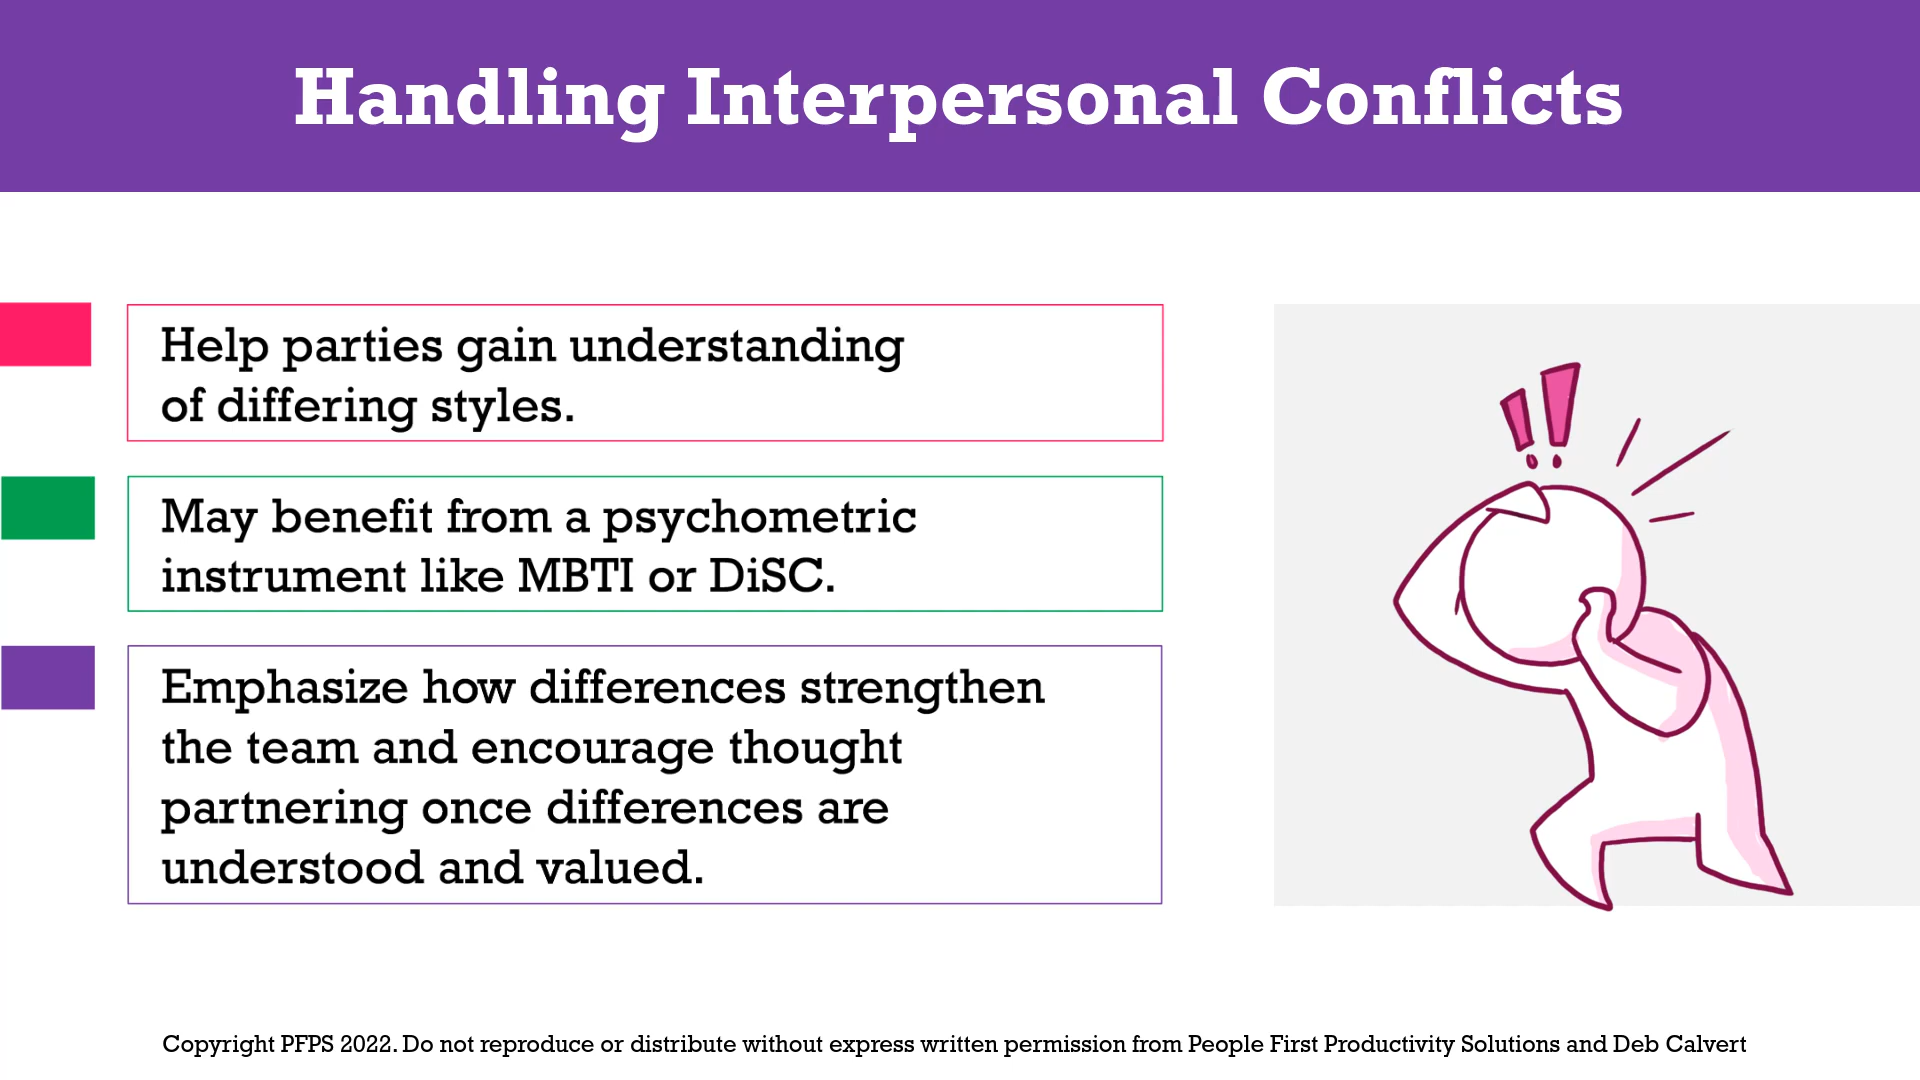 Handling Interpersonal Conflicts
Help parties gain understanding
of differing styles.
May benefit from a psychometric
instrument like MBTI or DiSC.
Emphasize how differences strengthen
the team and encourage thought
partnering once differences are
understood and valued.
Copyright PFPS 2022. Do not reproduce or distribute without express written permission from People First Productivity Solutions and Deb Calvert